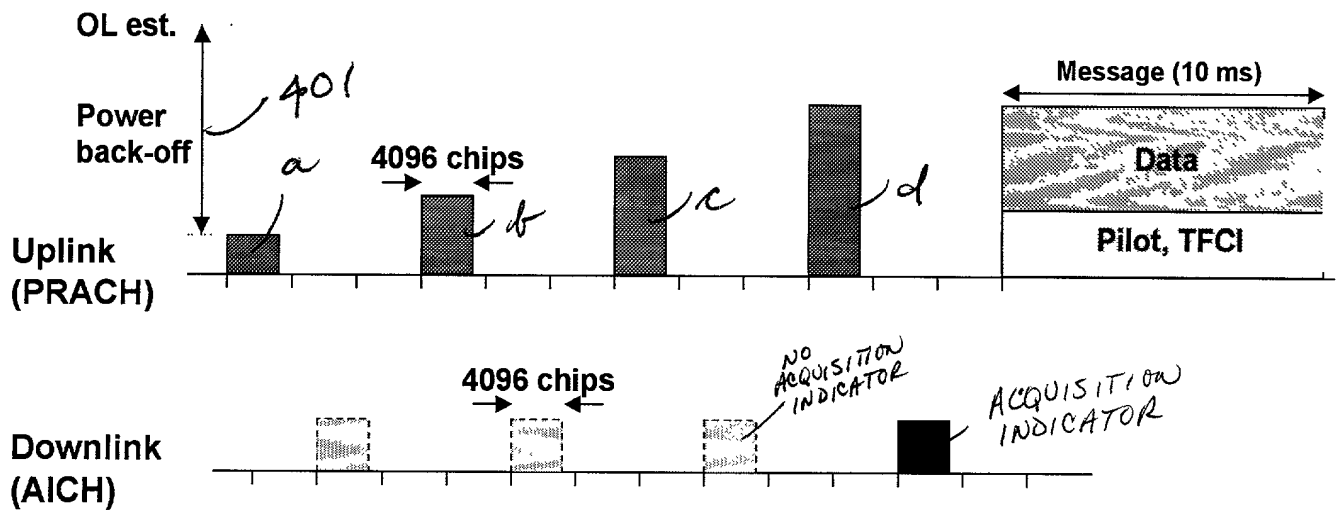 OL est.
401
Power
back-off
a
4096 chips
b
c
d
Message (10 ms)
Data
Pilot, TFCI
Uplink
(PRACH)
4096 chips
NO
ACQUISITION
INDICATOR
ACQUISITION
INDICATOR
Downlink
(AICH)